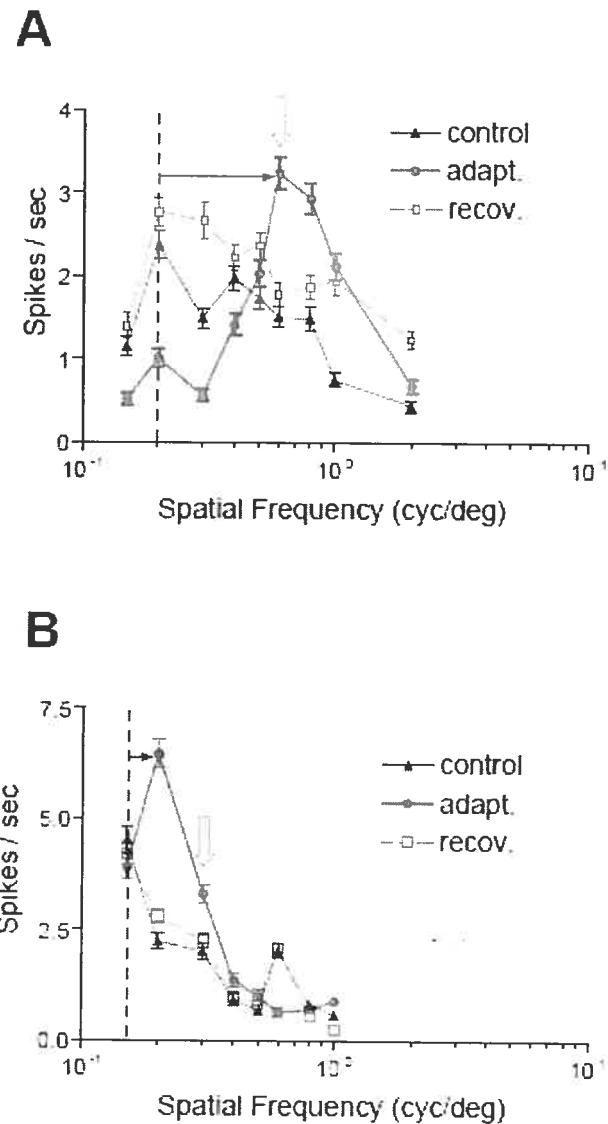 A
4
3
2
1
0
Spikes / sec
control
adapt.
recov.
10⁻¹
10⁰
10¹
Spatial Frequency (cyc/deg)
B
7.5
5.0
2.5
0.0
Spikes / sec
control
adapt.
recov.
10⁻¹
10⁰
10¹
Spatial Frequency (cyc/deg)